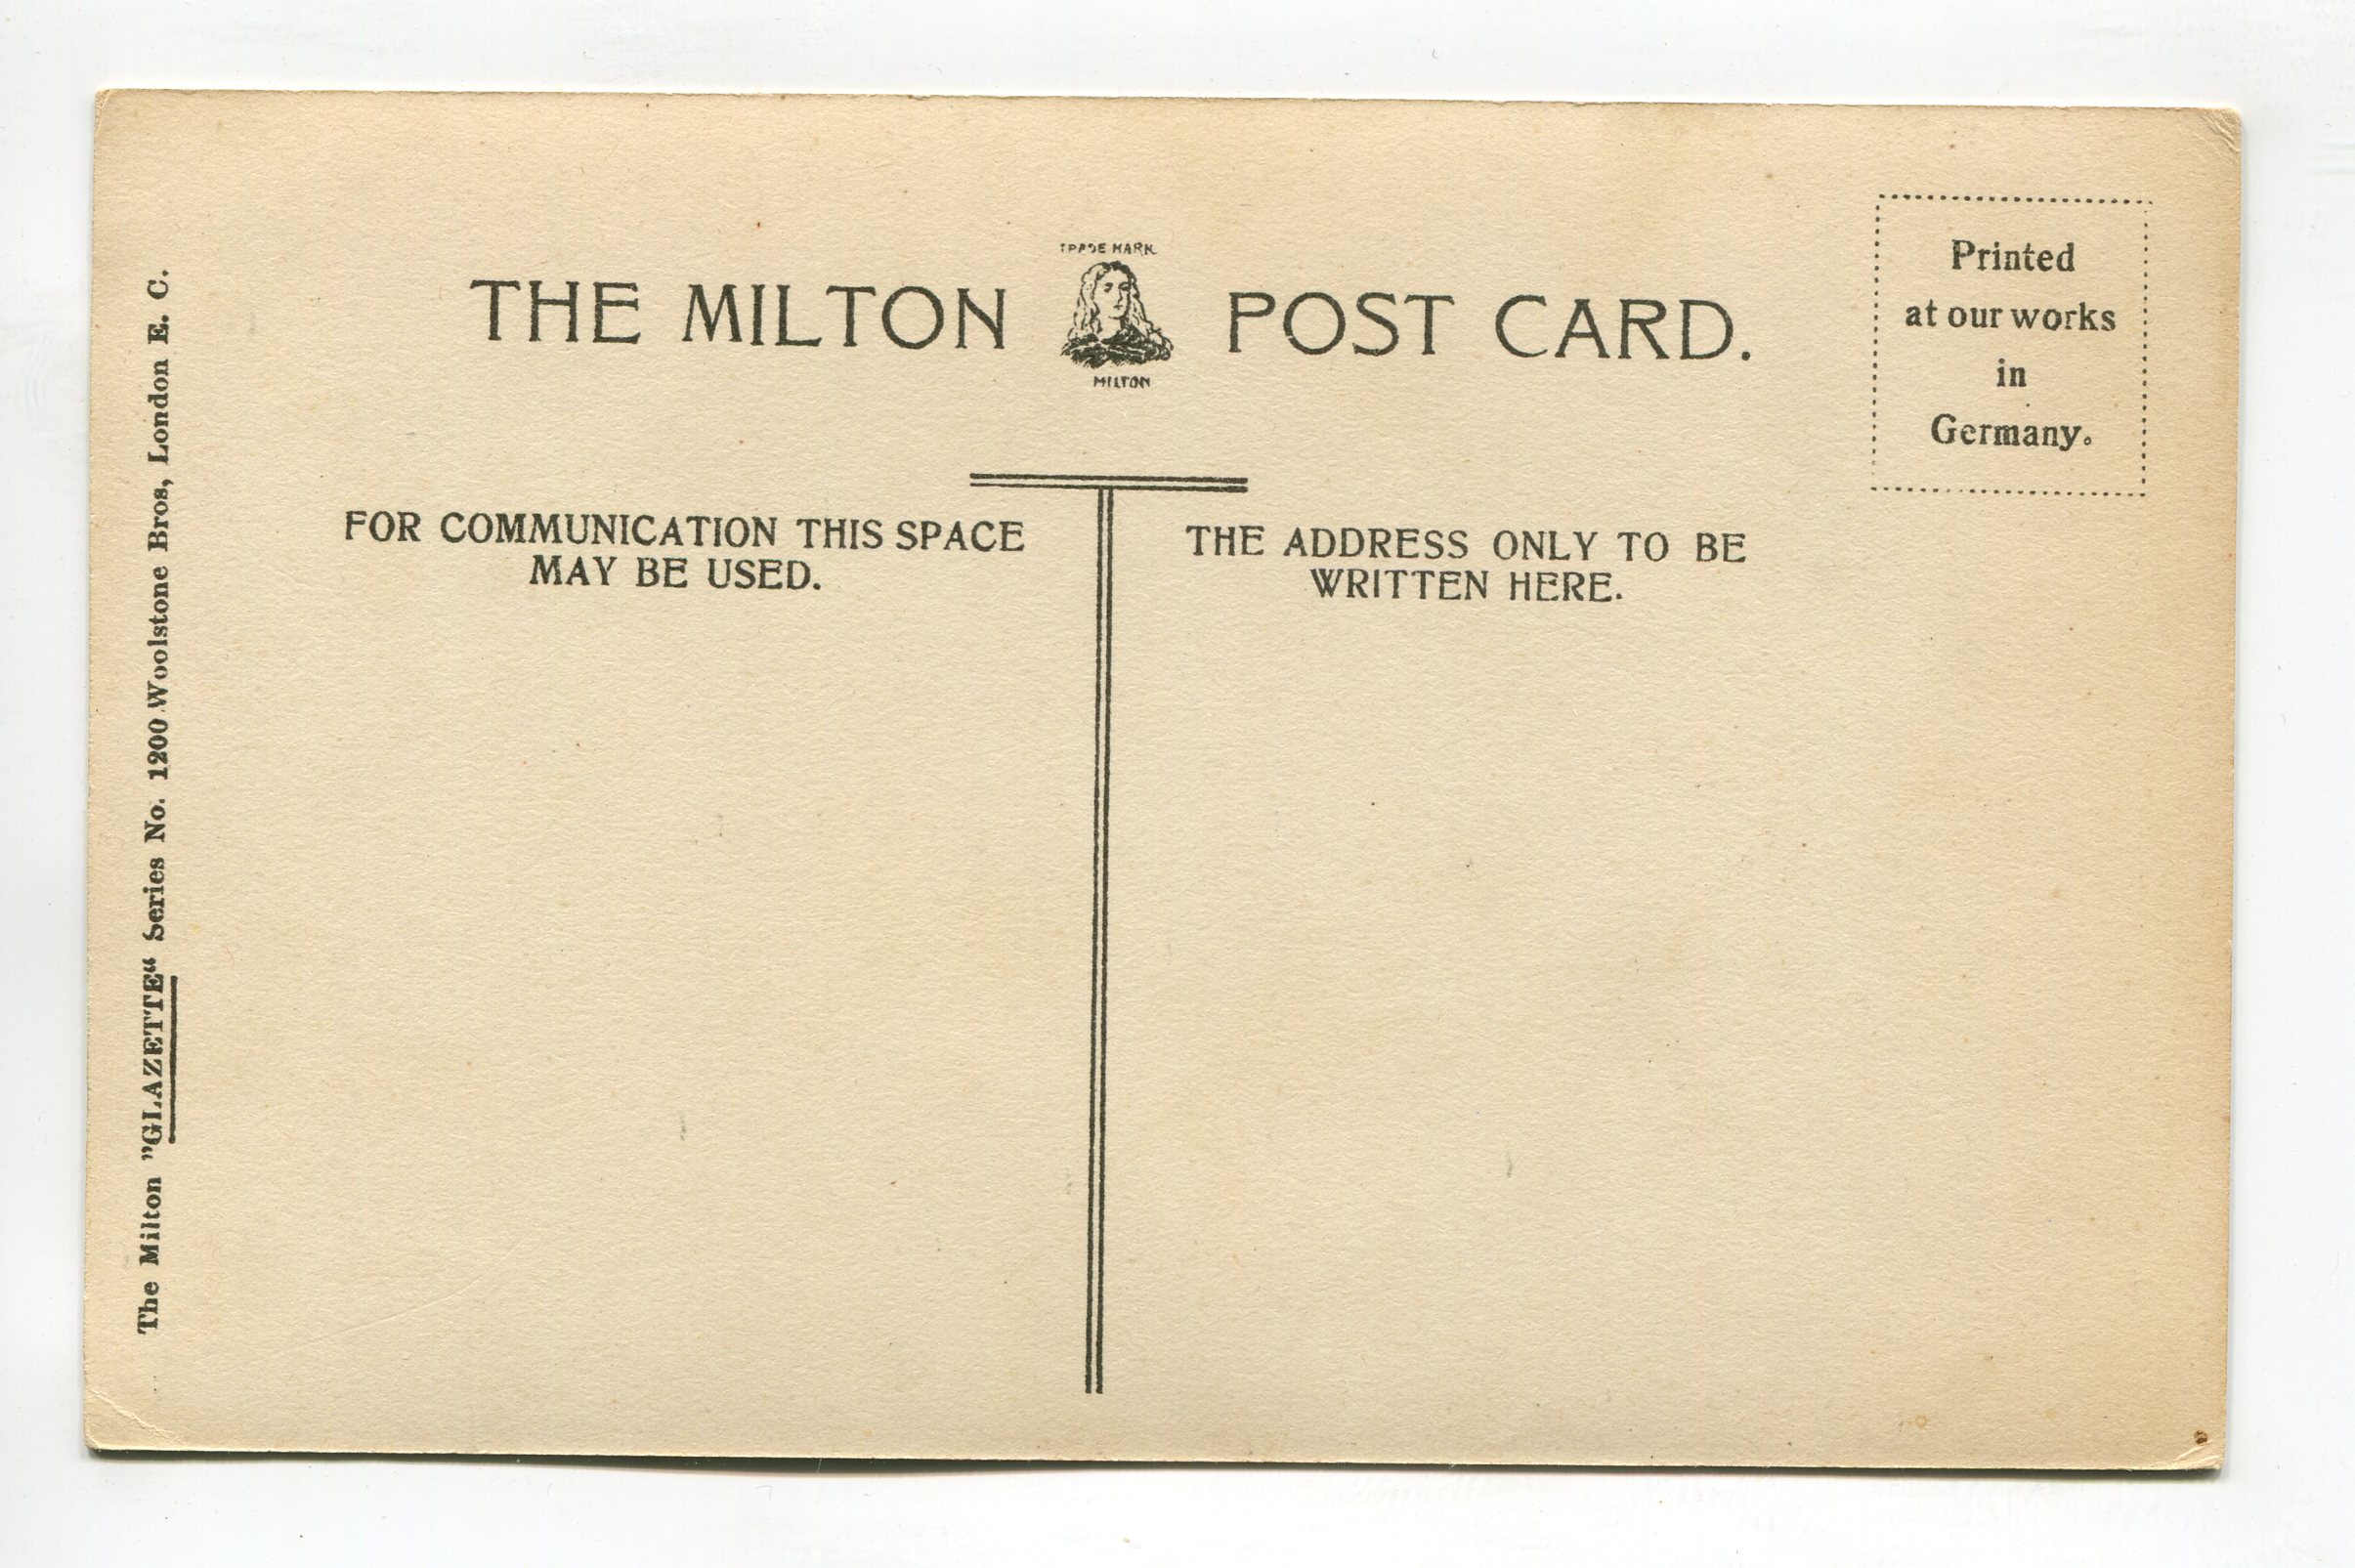 TRADE MARK
THE MILTON POST CARD.
MILTON
Printed
at our works
in
Germany.
FOR COMMUNICATION THIS SPACE
MAY BE USED.
THE ADDRESS ONLY TO BE
WRITTEN HERE.
The Milton "GLAZETTE“ Series No. 1200 Woolstone Bros, London E. C.